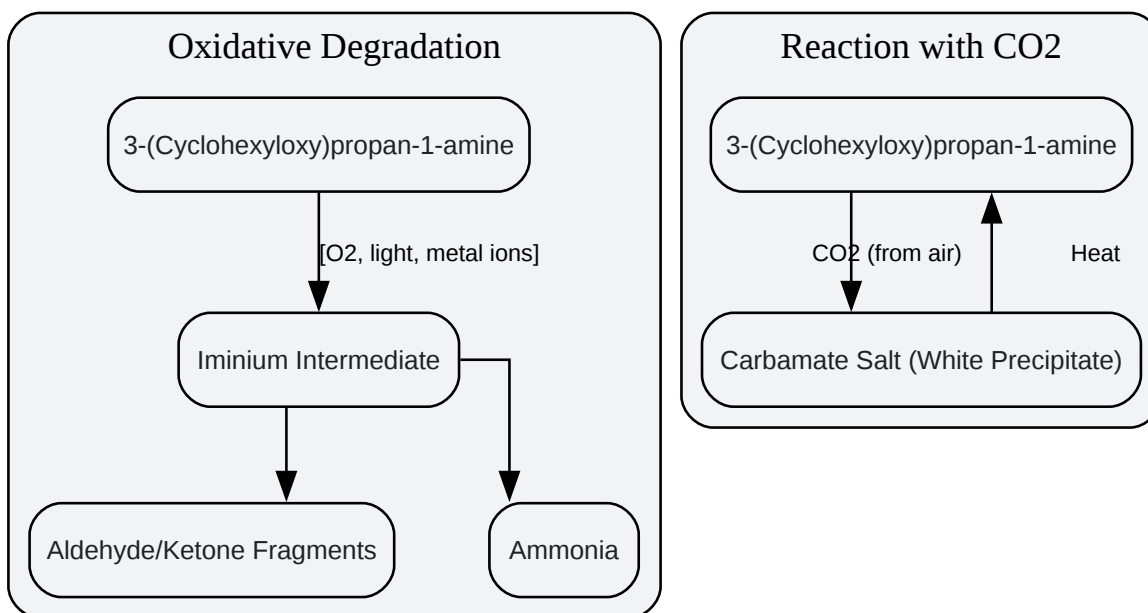 Oxidative Degradation
3-(Cyclohexyloxy)propan-1-amine
[O2, light, metal ions]
Iminium Intermediate
Aldehyde/Ketone Fragments
Ammonia
Reaction with CO2
3-(Cyclohexyloxy)propan-1-amine
CO2 (from air)
Heat
Carbamate Salt (White Precipitate)